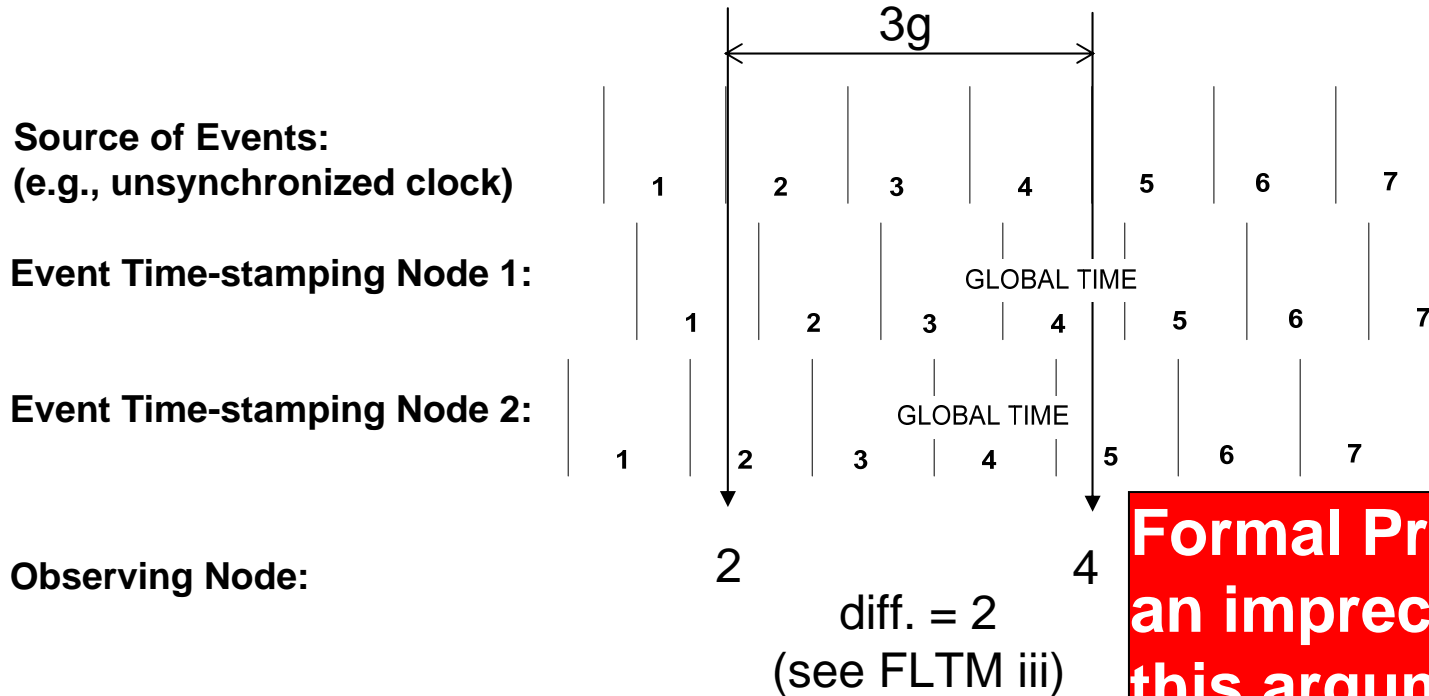 3g
Source of Events:
(e.g., unsynchronized clock)
1 2 3 4 5 6 7
Event Time-stamping Node 1:
GLOBAL TIME
1 2 3 4 5 6 7
Event Time-stamping Node 2:
GLOBAL TIME
1 2 3 4 5 6 7
Observing Node:
2 4
diff. = 2
(see FLTM iii)
Formal Pr
an imprec
this argun